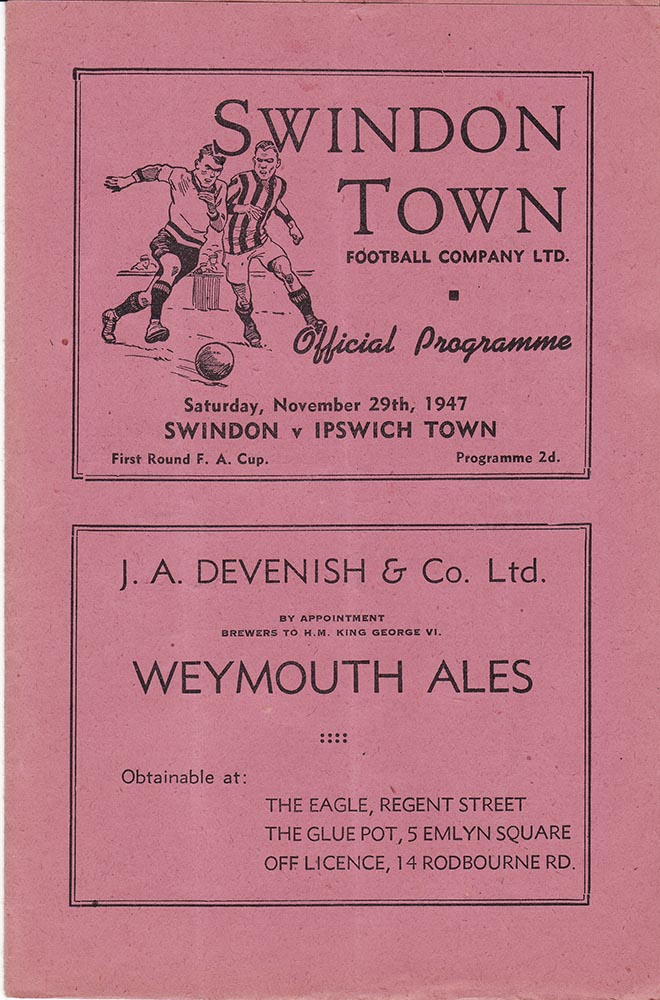 SWINDON
TOWN
FOOTBALL COMPANY LTD.
Official Programme
Saturday, November 29th, 1947
SWINDON v IPSWICH TOWN
First Round F. A. Cup. Programme 2d.
J. A. DEVENISH & Co. Ltd.
BY APPOINTMENT
BREWERS TO H.M. KING GEORGE VI.
WEYMOUTH ALES
Obtainable at:
THE EAGLE, REGENT STREET
THE GLUE POT, 5 EMLYN SQUARE
OFF LICENCE, 14 RODBOURNE RD.